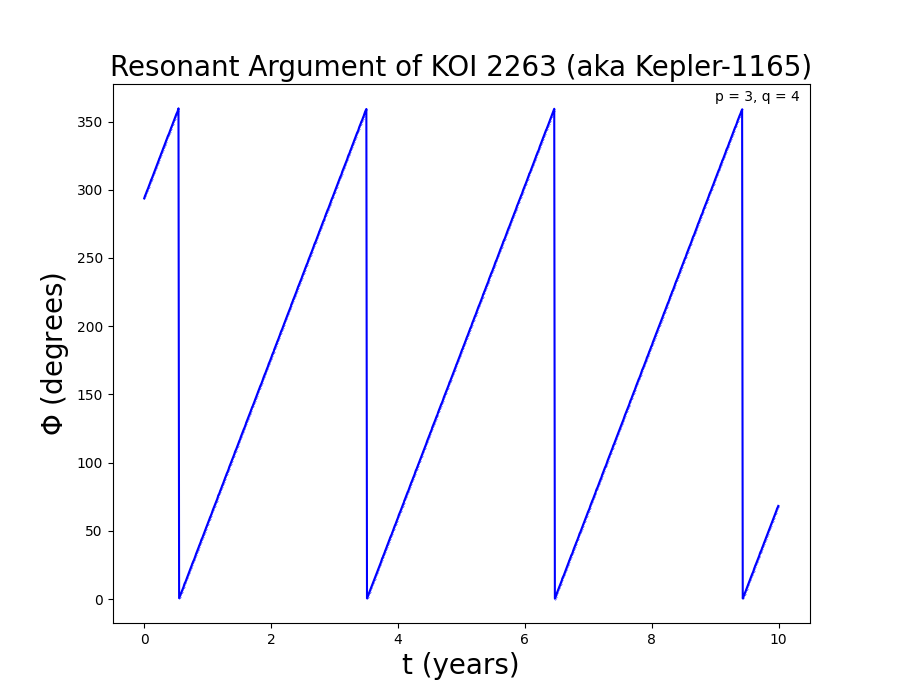 Resonant Argument of KOI 2263 (aka Kepler-1165)
p = 3, q = 4
350
300
250
200
150
100
50
0
Φ (degrees)
0 2 4 6 8 10
t (years)